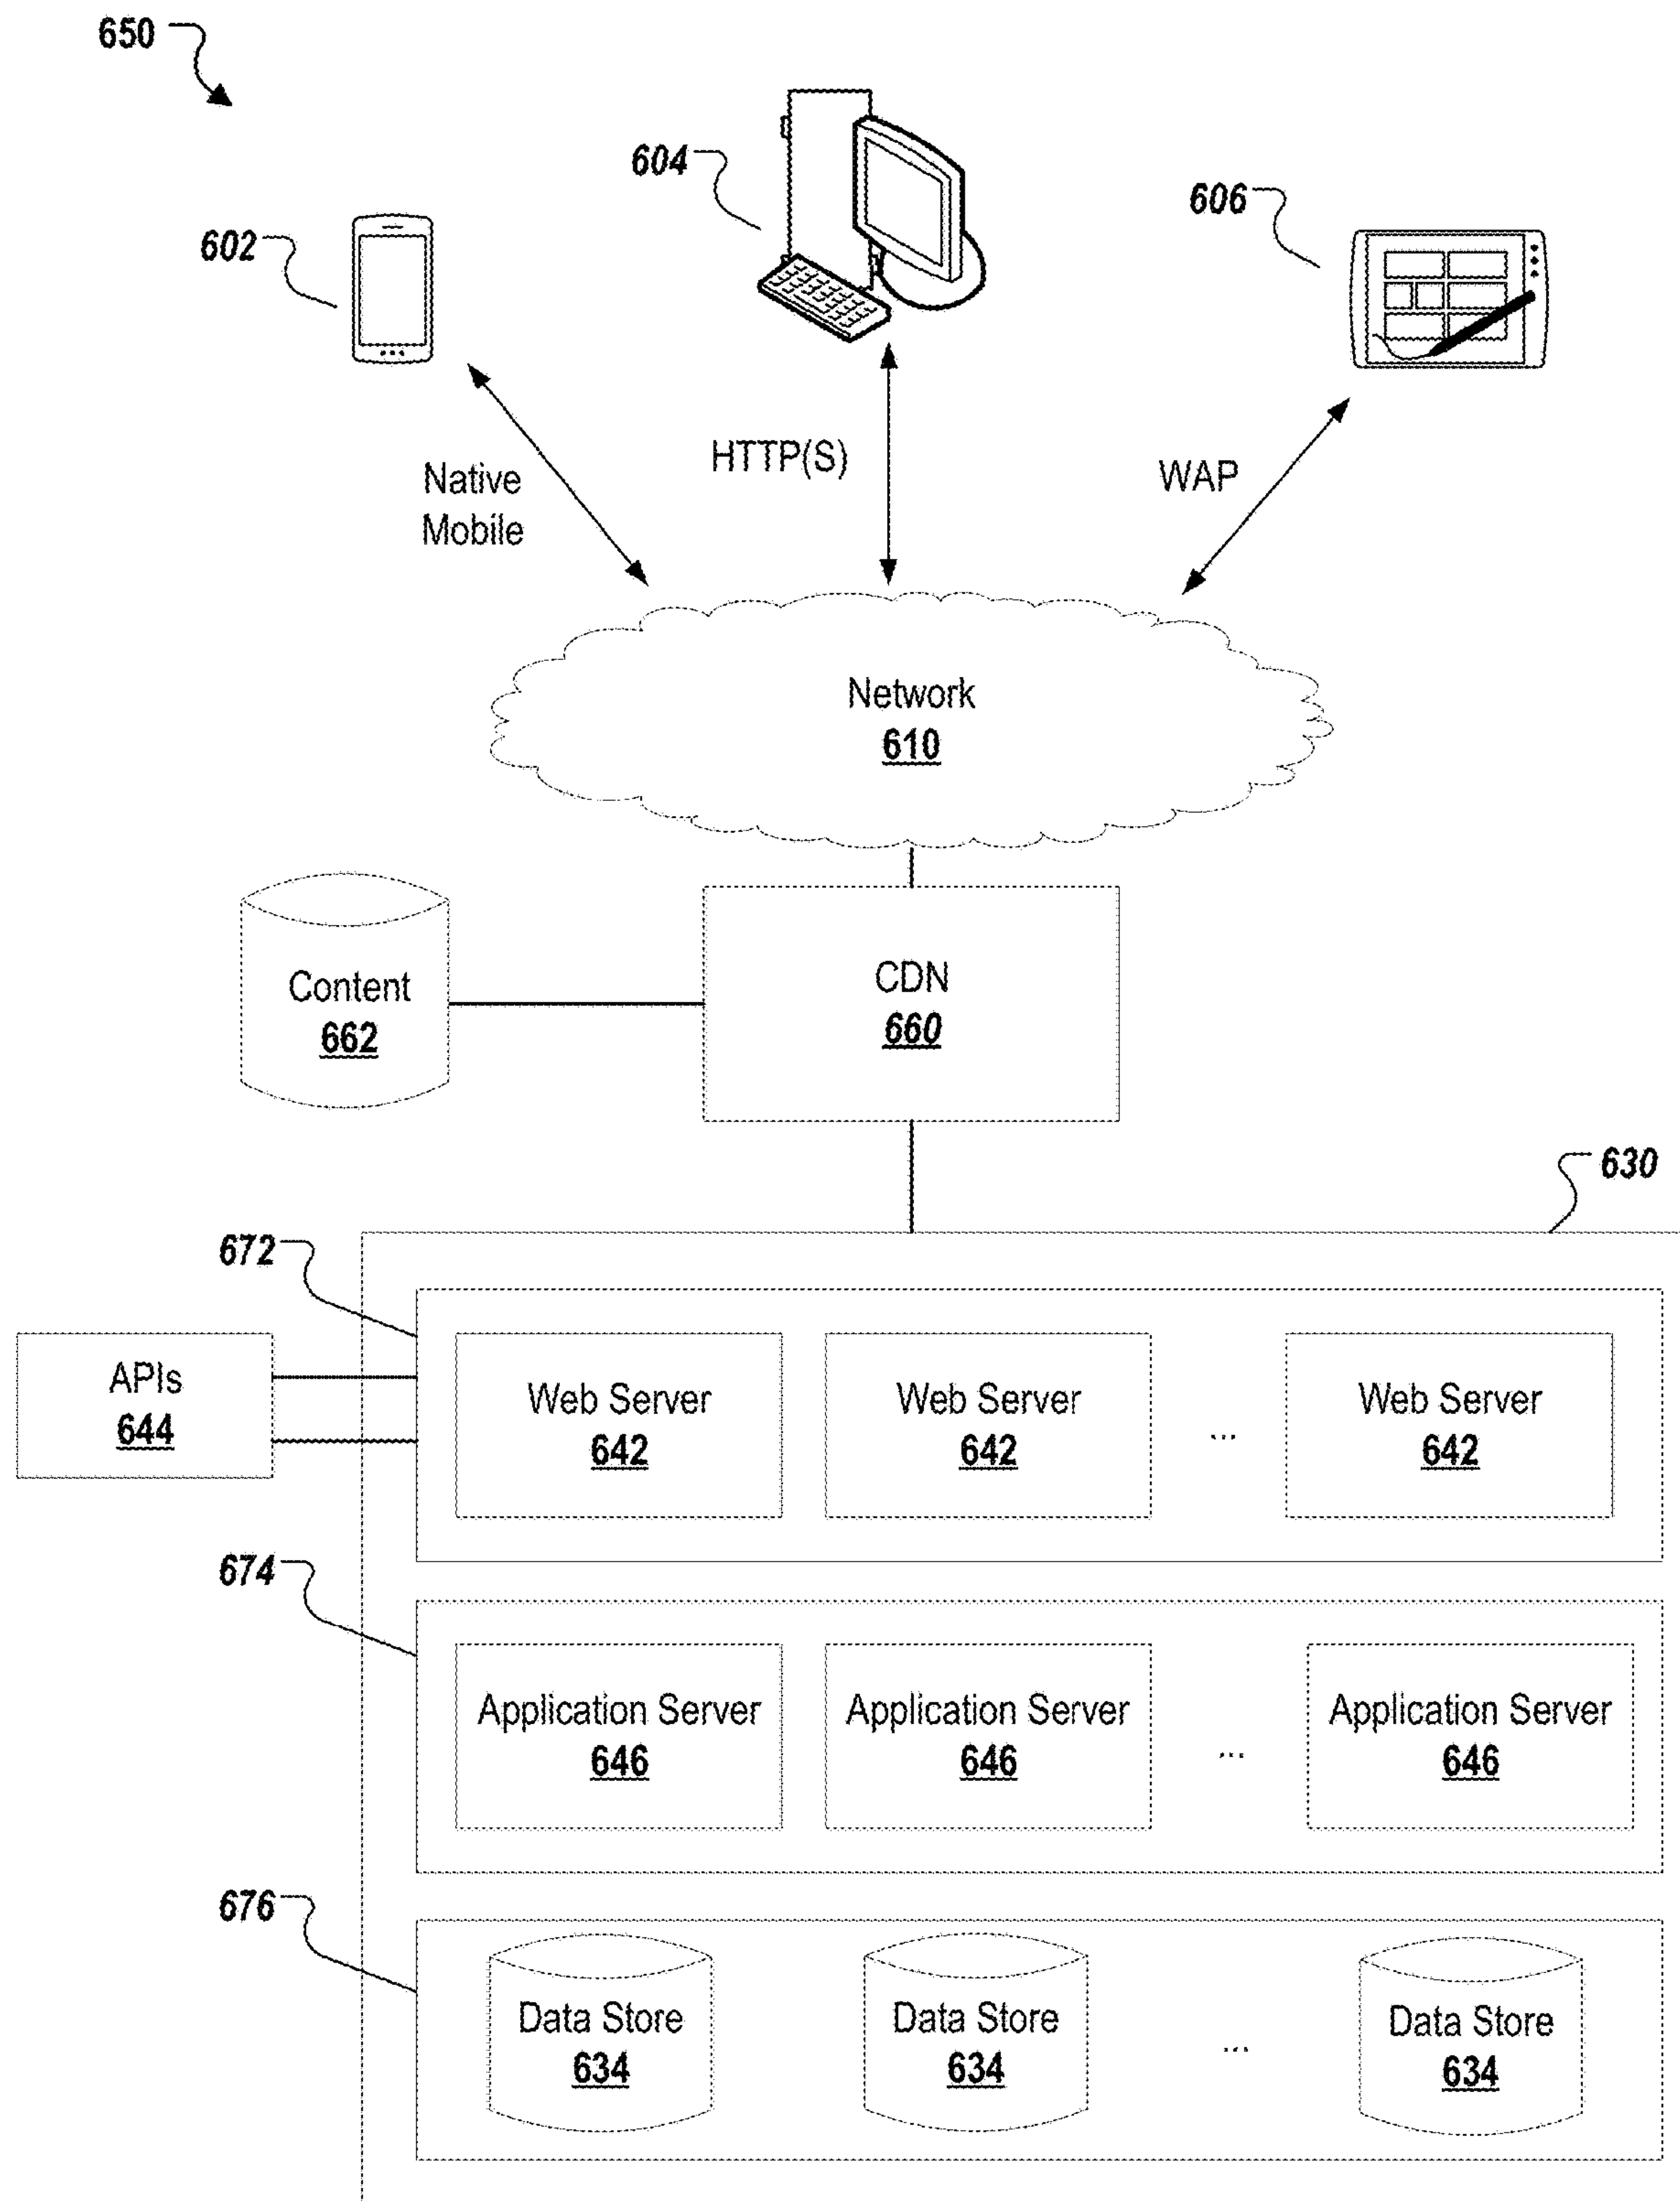 650
604
606
602
HTTP(S)
WAP
Native
Mobile
Network
610
Content
662
CDN
660
630
672
APIs
644
Web Server
642
Web Server
642
...
Web Server
642
674
Application Server
646
Application Server
646
...
Application Server
646
676
Data Store
634
Data Store
634
...
Data Store
634